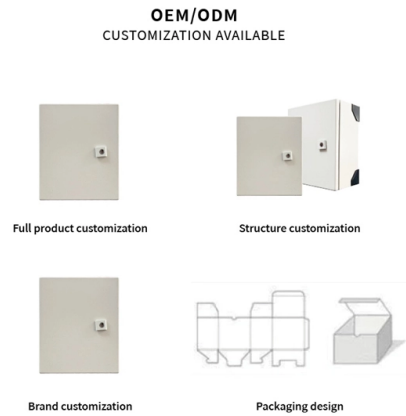 OEM/ODM
CUSTOMIZATION AVAILABLE
Full product customization
Structure customization
Brand customization
Packaging design